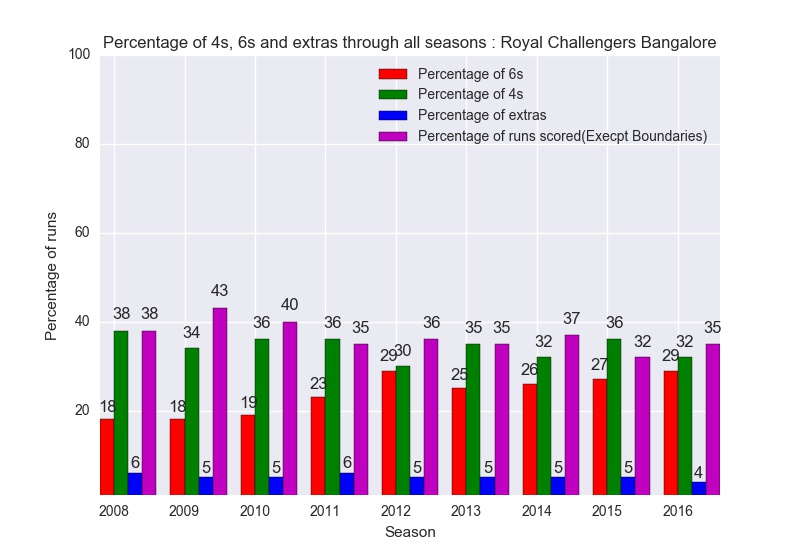 Percentage of 4s, 6s and extras through all seasons : Royal Challengers Bangalore
100
80
60
40
20
Percentage of runs
Percentage of 6s
Percentage of 4s
Percentage of extras
Percentage of runs scored(Execpt Boundaries)
18 38 6 38
18 34 5 43
19 36 5 40
23 36 6 35
29 30 5 36
25 35 5 35
26 32 5 37
27 36 5 32
29 32 4 35
2008 2009 2010 2011 2012 2013 2014 2015 2016
Season